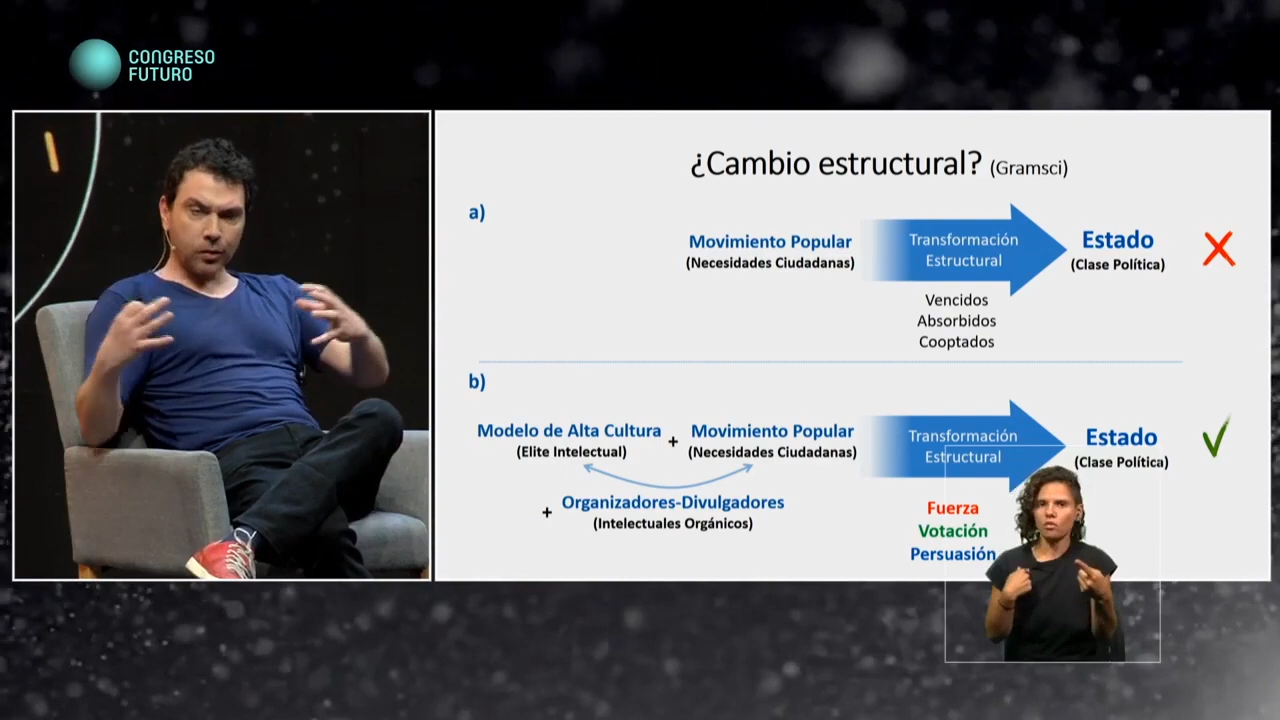 CONGRESO
FUTURO
¿Cambio estructural? (Gramsci)
a)
Movimiento Popular
(Necesidades Ciudadanas)
Transformación
Estructural
Estado
(Clase Política)
Vencidos
Absorbidos
Cooptados
b)
Modelo de Alta Cultura
(Elite Intelectual)
+
Movimiento Popular
(Necesidades Ciudadanas)
Transformación
Estructural
Estado
(Clase Política)
+
Organizadores-Divulgadores
(Intelectuales Orgánicos)
Fuerza
Votación
Persuasión